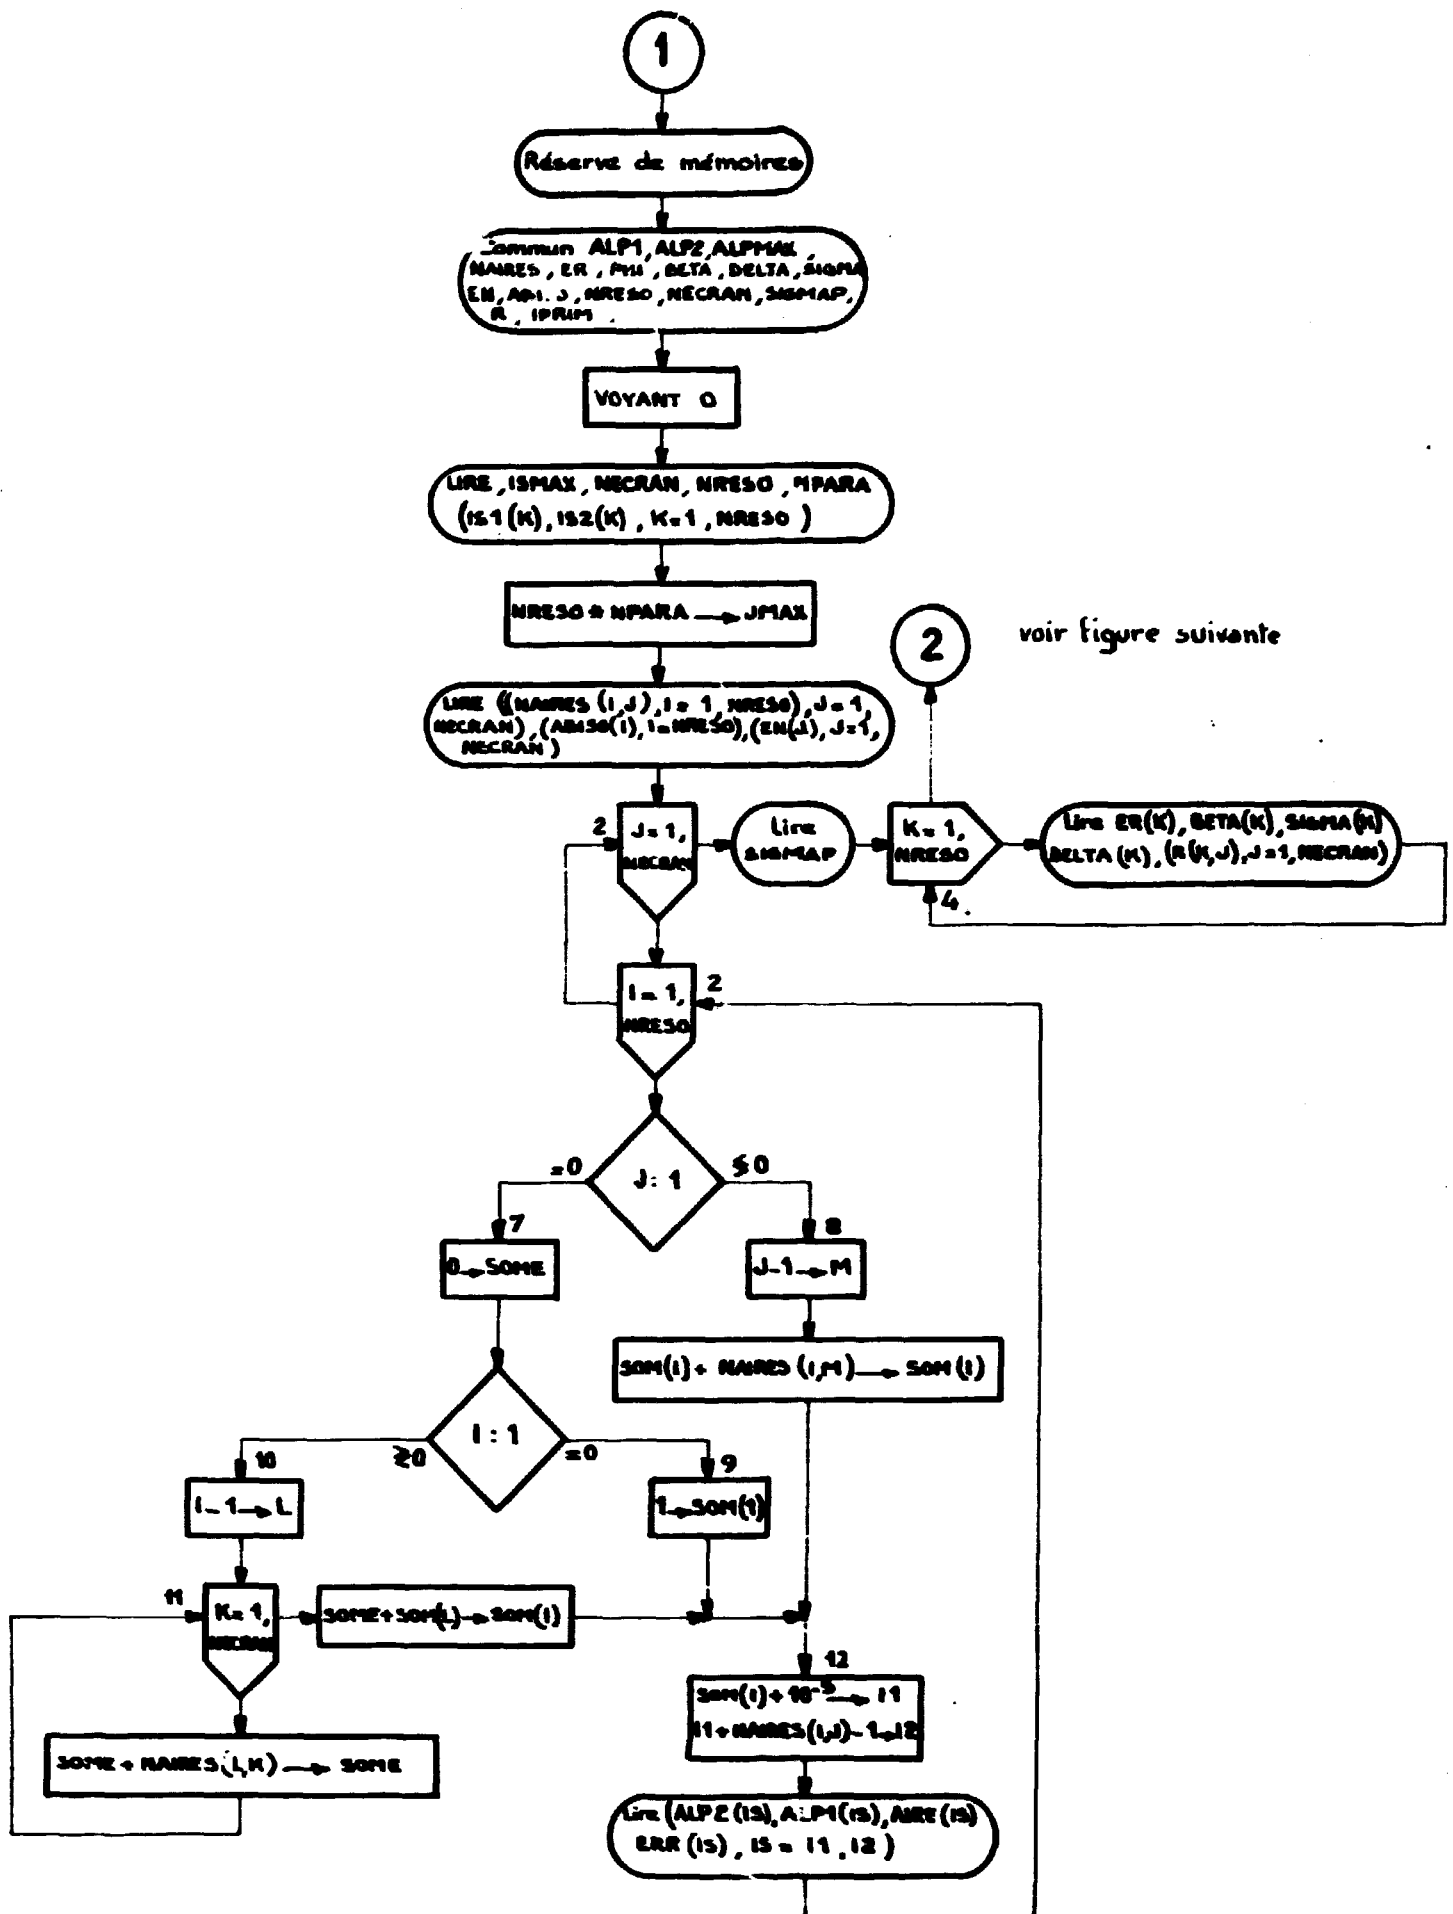 1
Réserve de mémoires
Commun ALP1, ALP2, ALPMAX,
NAIRES, ER, PHI, BETA, DELTA, SIGMA
EN, NRESO, NECRAN, SIGMAP,
R, IPRIM
VOYANT 0
LIRE, ISMAX, NECRAN, NRESO, NPARA
(IS1(K), IS2(K), K=1, NRESO)
NRESO * NPARA → JMAX
2
voir figure suivante
LIRE ((NAIRES (I,J), I= 1, NRESO), J=1,
NECRAN), (ABISO(I), I=NRESO), (EN(J), J=1,
NECRAN)
2
J=1,
NECRAN
Lire
SIGMAP
K=1,
NRESO
Lire ER(K), BETA(K), SIGMA(K)
DELTA(K), (R(K,J), J=1, NECRAN)
4
I=1,
NRESO
2
J:1
=0
≶0
7
0→SOME
8
J-1→M
SOM(I)+ NAIRES (I,M) → SOM (I)
I:1
≷0
=0
10
I-1→L
9
1→SOM(1)
11
K=1,
NECRAN
SOME+SOM(L)→SOM(I)
SOME+ NAIRES(L,K) → SOME
12
SOM(I)+10⁻⁵ → I1
I1+NAIRES(I,J)-1→I2
Lire (ALP2(IS), ALP1(IS), AIRE(IS)
ERR(IS), IS = I1, I2)